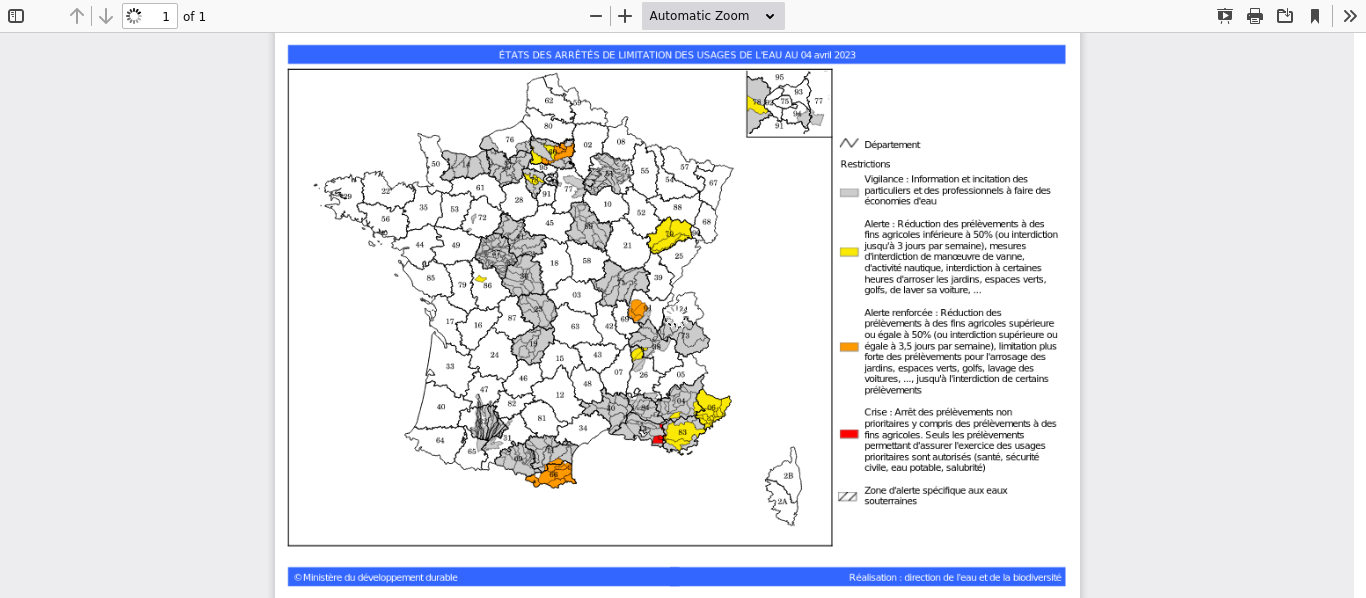 1 of 1
Automatic Zoom
ÉTATS DES ARRÊTÉS DE LIMITATION DES USAGES DE L'EAU AU 04 avril 2023
95
93
75
77
94
91
78
62
59
80
76
02
08
50
14
60
95
51
55
57
54
67
61
78
77
91
29
22
28
10
88
35
53
72
52
68
56
45
89
70
44
49
41
21
37
18
58
25
85
79
86
36
39
03
17
16
87
23
42
69
01
74
63
73
19
38
24
15
43
33
07
26
05
46
48
47
12
04
40
82
30
84
06
32
81
34
83
64
31
65
09
11
66
2B
2A
Département
Restrictions
Vigilance : Information et incitation des
particuliers et des professionnels à faire des
économies d'eau
Alerte : Réduction des prélèvements à des
fins agricoles inférieure à 50% (ou interdiction
jusqu'à 3 jours par semaine), mesures
d'interdiction de manœuvre de vanne,
d'activité nautique, interdiction à certaines
heures d'arroser les jardins, espaces verts,
golfs, de laver sa voiture, ...
Alerte renforcée : Réduction des
prélèvements à des fins agricoles supérieure
ou égale à 50% (ou interdiction supérieure ou
égale à 3,5 jours par semaine), limitation plus
forte des prélèvements pour l'arrosage des
jardins, espaces verts, golfs, lavage des
voitures, ..., jusqu'à l'interdiction de certains
prélèvements
Crise : Arrêt des prélèvements non
prioritaires y compris des prélèvements à des
fins agricoles. Seuls les prélèvements
permettant d'assurer l'exercice des usages
prioritaires sont autorisés (santé, sécurité
civile, eau potable, salubrité)
Zone d'alerte spécifique aux eaux
souterraines
©Ministère du développement durable
Réalisation : direction de l'eau et de la biodiversité